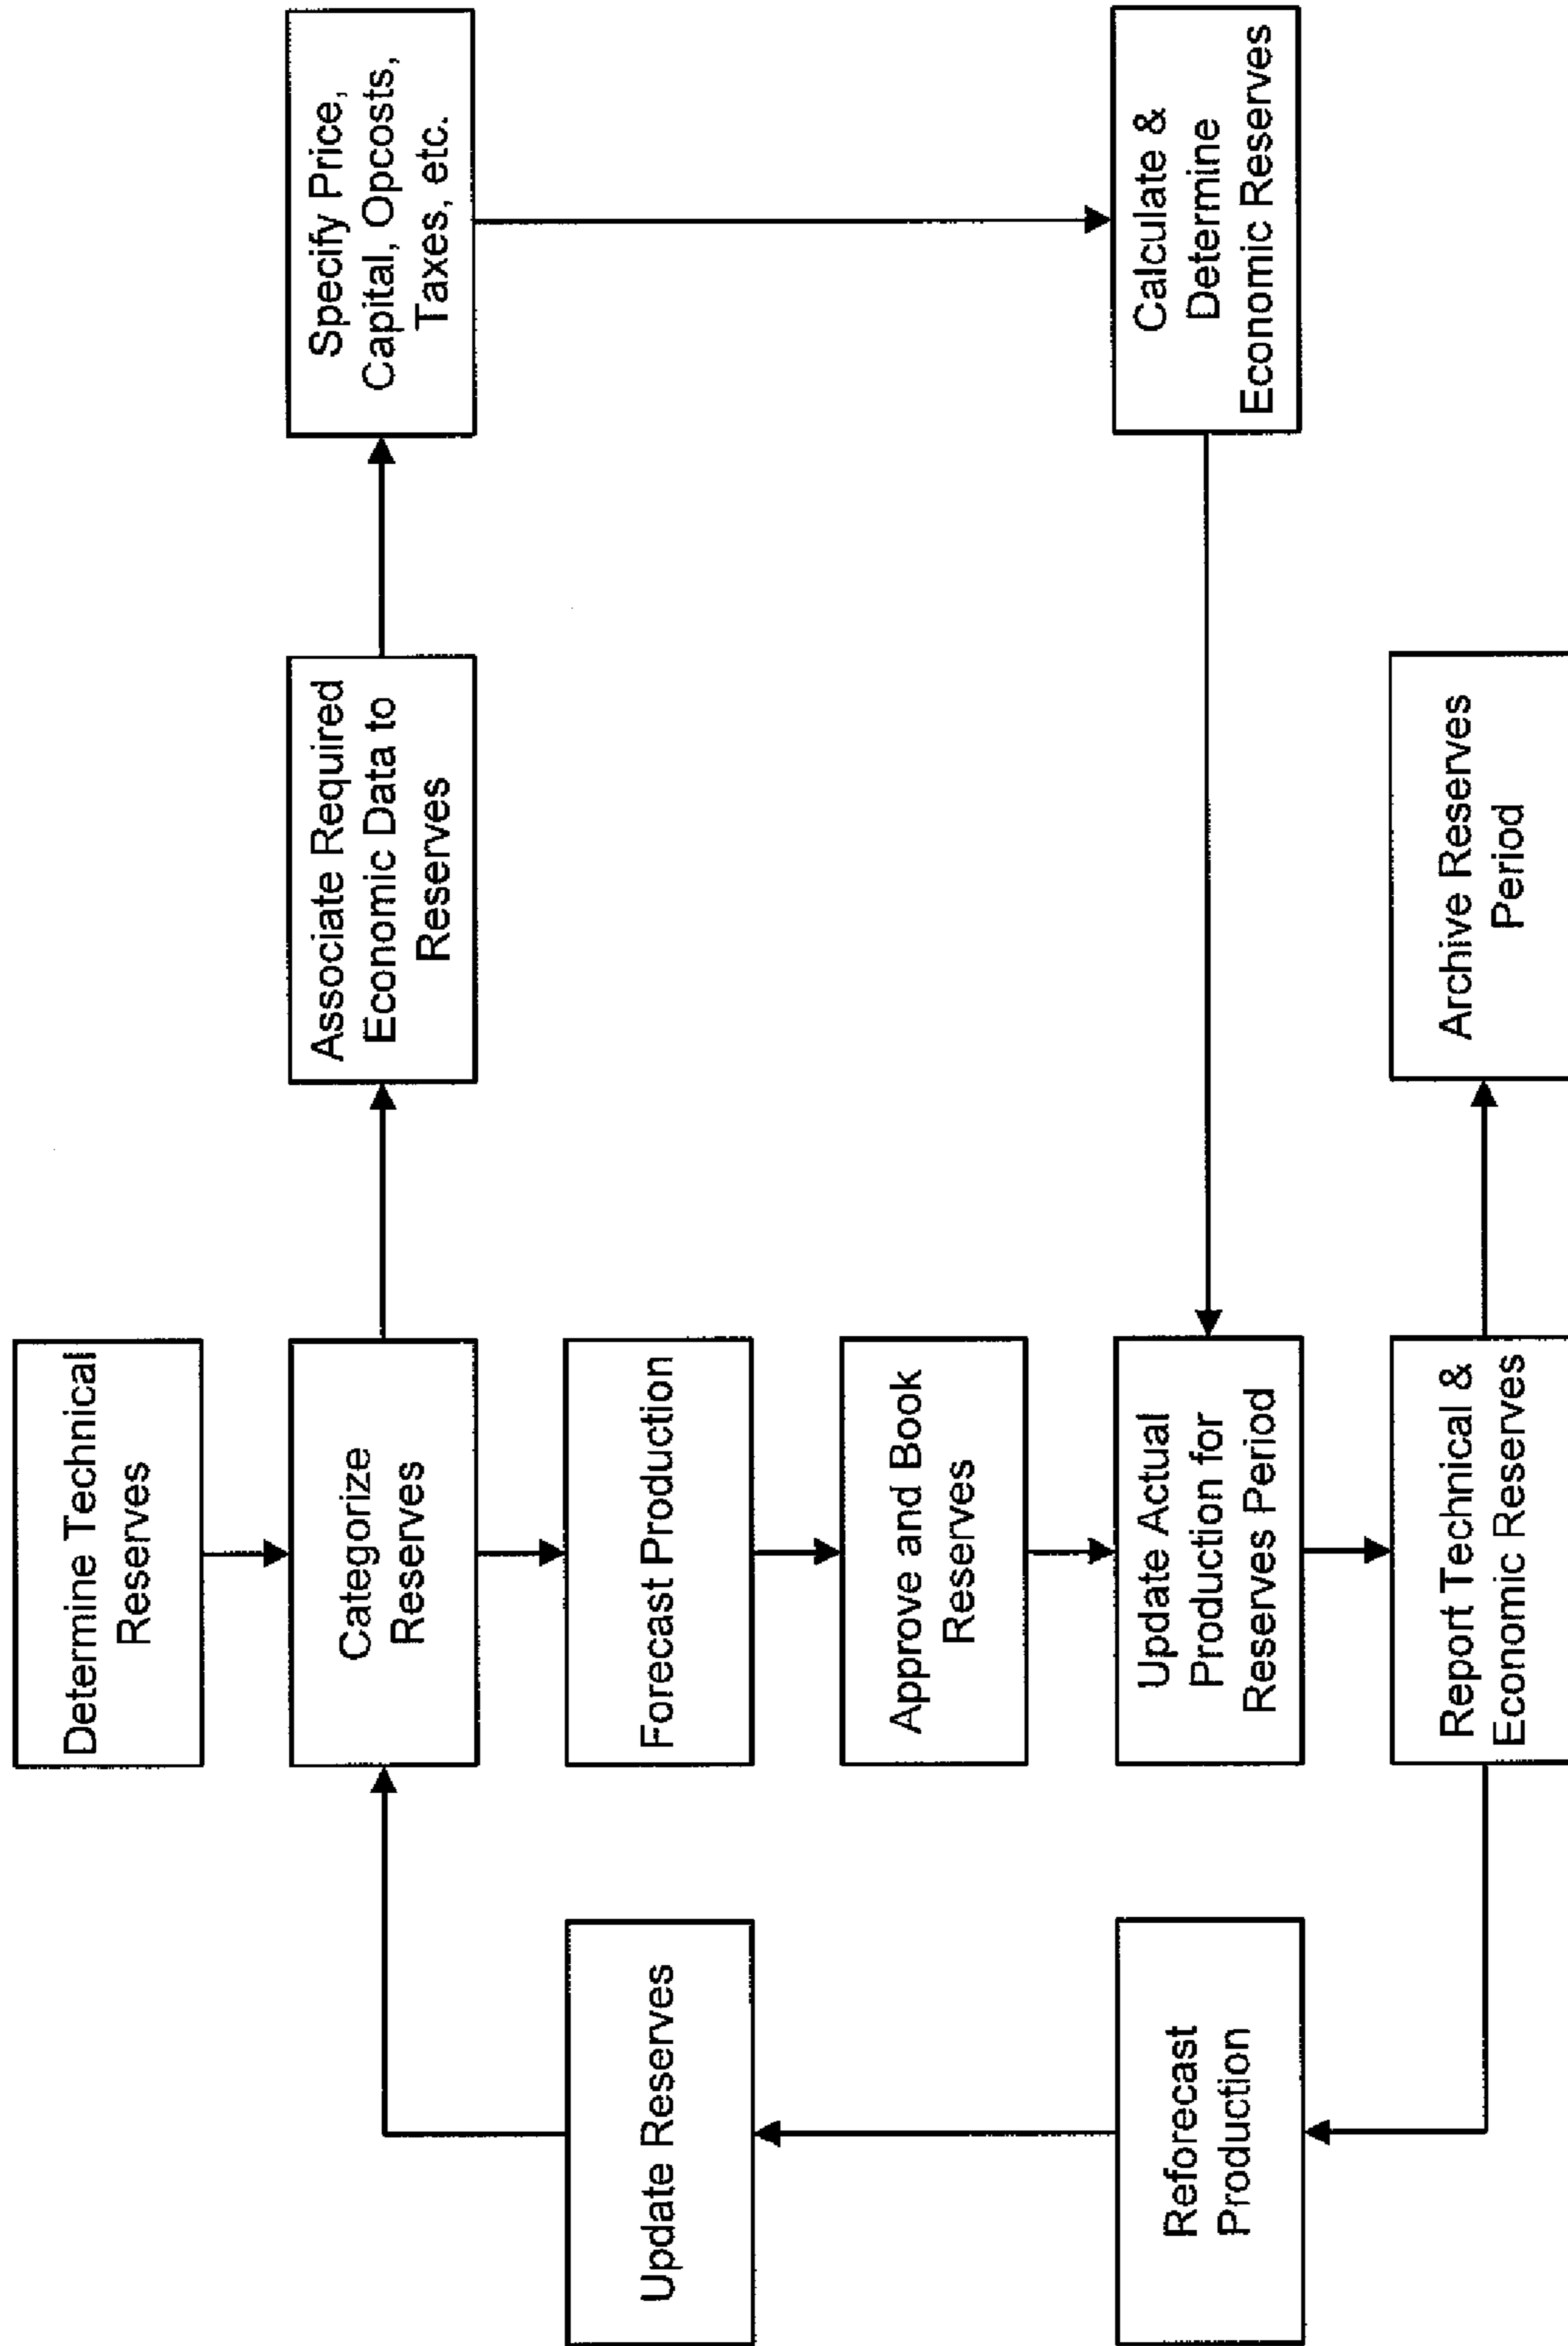 Determine Technical
Reserves
Categorize
Reserves
Associate Required
Economic Data to
Reserves
Specify Price,
Capital, Opcosts,
Taxes, etc.
Update Reserves
Forecast Production
Approve and Book
Reserves
Reforecast
Production
Update Actual
Production for
Reserves Period
Calculate &
Determine
Economic Reserves
Report Technical &
Economic Reserves
Archive Reserves
Period